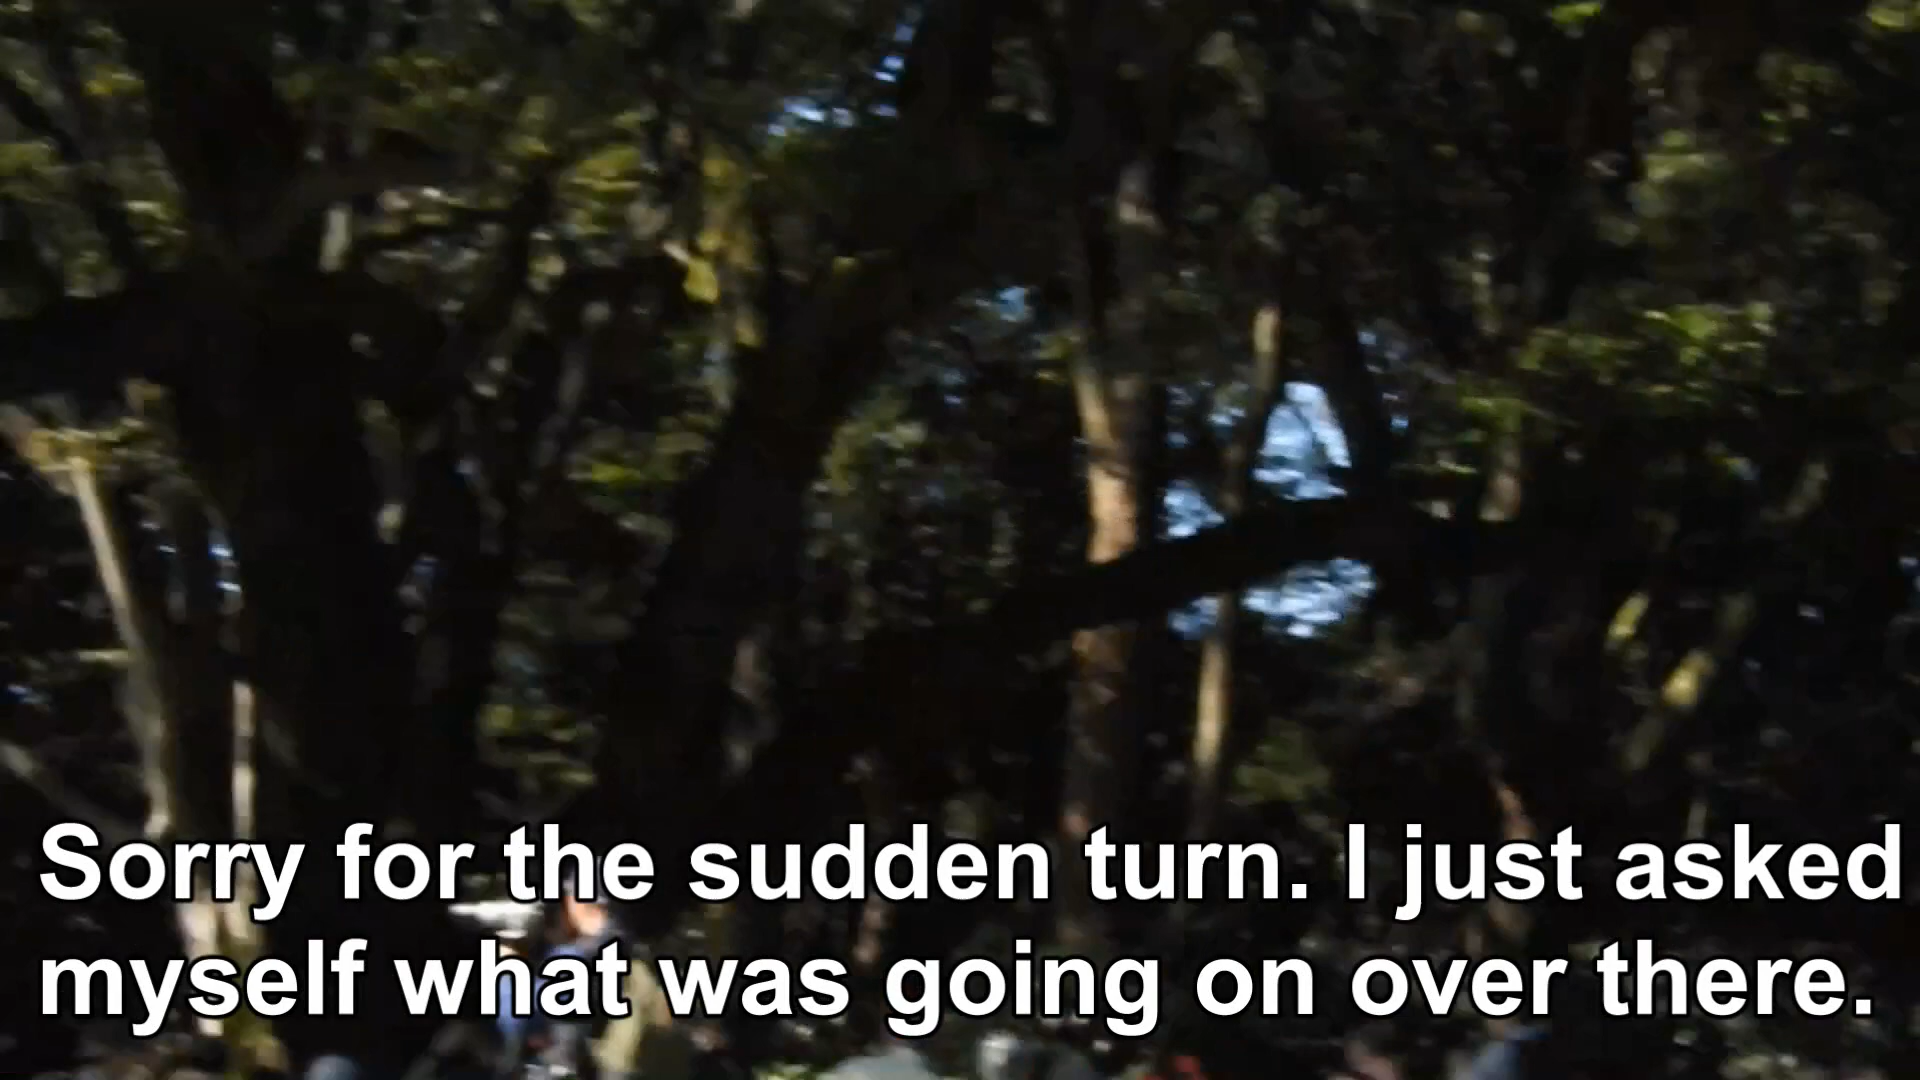 Sorry for the sudden turn. I just asked
myself what was going on over there.